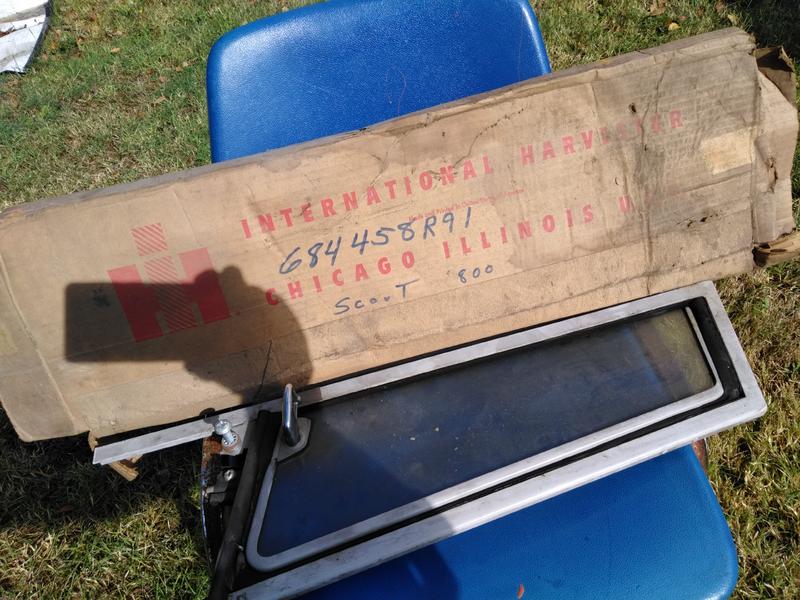 INTERNATIONAL HARVESTER
684458R91
CHICAGO ILLINOIS U
SCOUT 800